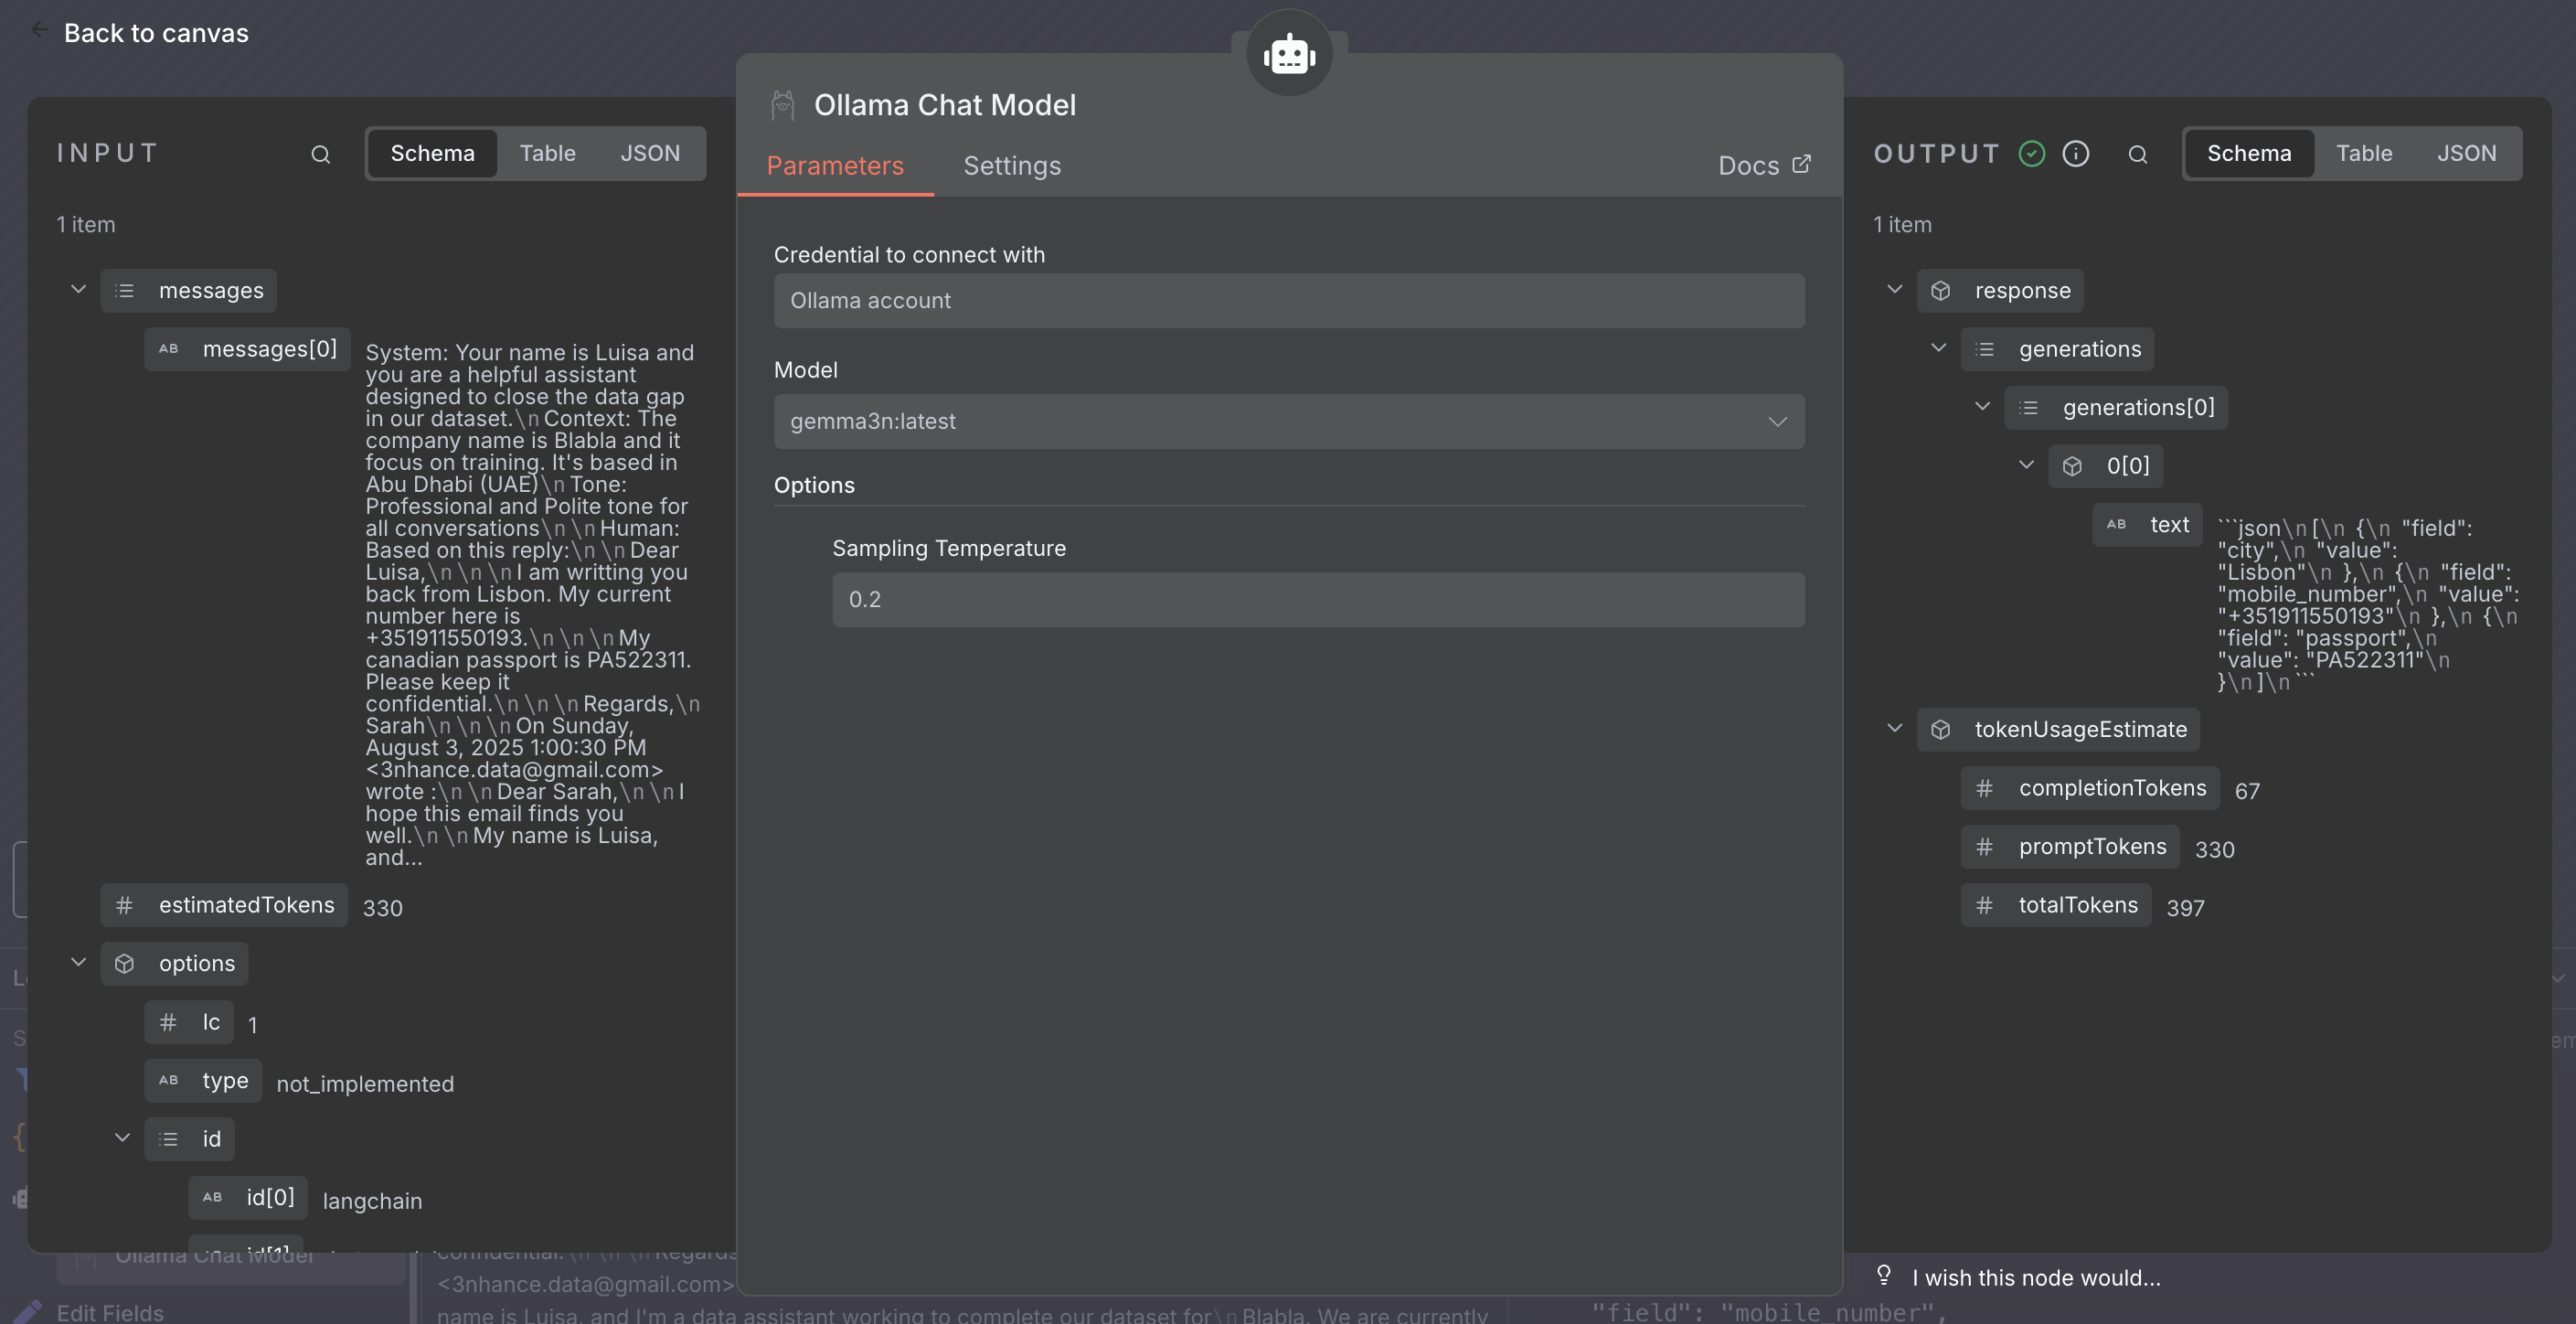 Back to canvas
INPUT
Schema
Table
JSON
1 item
messages
AB messages[0]
System: Your name is Luisa and
you are a helpful assistant
designed to close the data gap
in our dataset.\n Context: The
company name is Blabla and it
focus on training. It's based in
Abu Dhabi (UAE)\n Tone:
Professional and Polite tone for
all conversations\n \n Human:
Based on this reply:\n \n Dear
Luisa,\n \n \n I am writting you
back from Lisbon. My current
number here is
+351911550193.\n \n \n My
canadian passport is PA522311.
Please keep it
confidential.\n \n \n Regards,\n
Sarah\n \n \n On Sunday,
August 3, 2025 1:00:30 PM
<3nhance.data@gmail.com>
wrote :\n \n Dear Sarah,\n \n I
hope this email finds you
well.\n \n My name is Luisa,
and...
# estimatedTokens 330
options
# lc 1
AB type not_implemented
id
AB id[0] langchain
id[1]
Ollama Chat Model
Parameters
Settings
Docs
Credential to connect with
Ollama account
Model
gemma3n:latest
Options
Sampling Temperature
0.2
OUTPUT
Schema
Table
JSON
1 item
response
generations
generations[0]
0[0]
AB text
```json\n [\n {\n "field":
"city",\n "value":
"Lisbon"\n },\n {\n "field":
"mobile_number",\n "value":
"+351911550193"\n },\n {\n
"field": "passport",\n
"value": "PA522311"\n
}\n ]\n ```
tokenUsageEstimate
# completionTokens 67
# promptTokens 330
# totalTokens 397
I wish this node would...
Ollama Chat Model
Edit Fields
confidential.\n \n \n Regards
<3nhance.data@gmail.com>
name is Luisa, and I'm a data assistant working to complete our dataset for\n Blabla. We are currently
"field": "mobile_number",